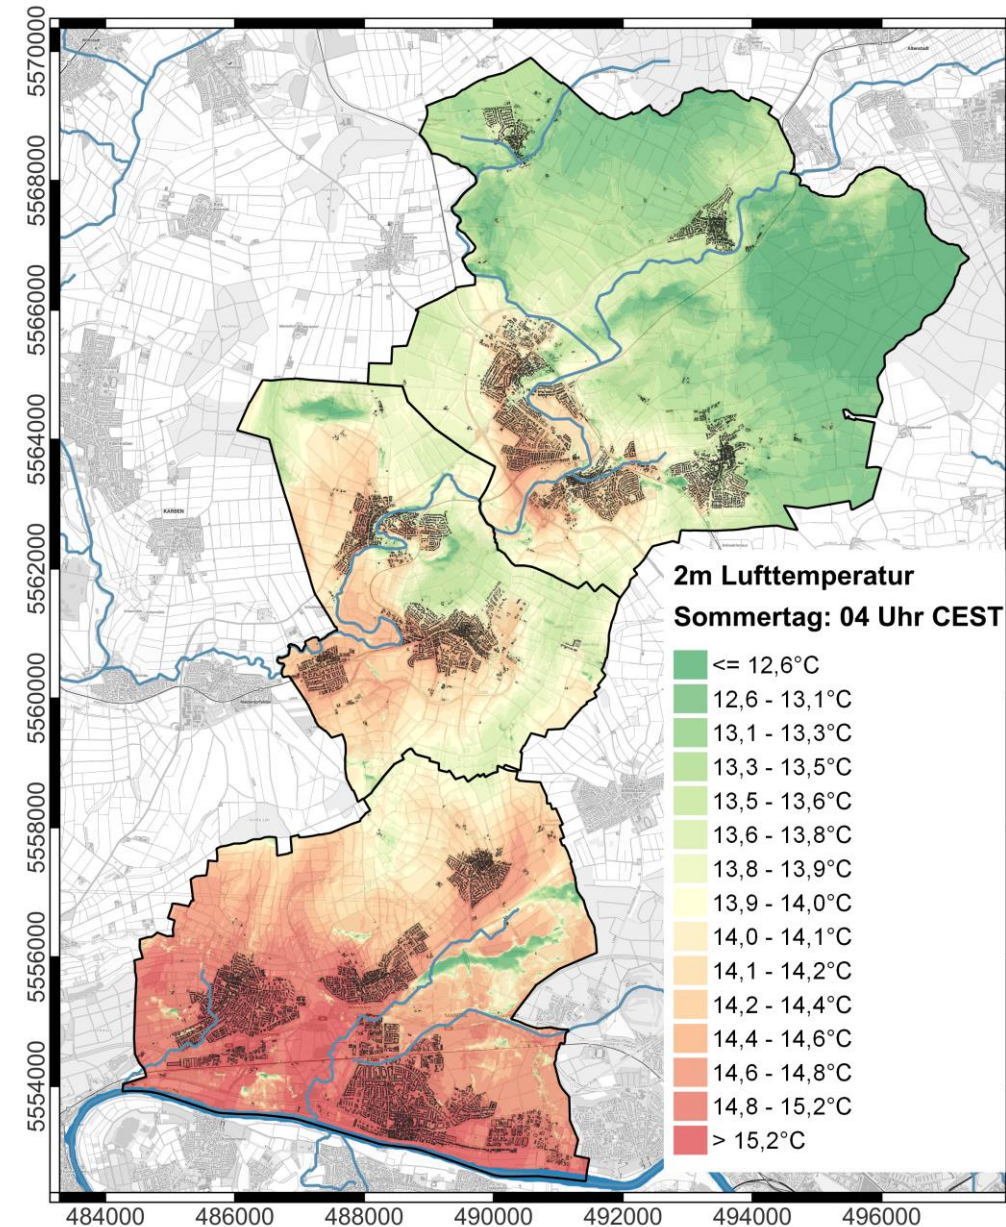 5570000
5568000
5566000
5564000
5562000
5560000
5558000
5556000
5554000
KARBEN
2m Lufttemperatur
Sommertag: 04 Uhr CEST
<= 12,6°C
12,6 - 13,1°C
13,1 - 13,3°C
13,3 - 13,5°C
13,5 - 13,6°C
13,6 - 13,8°C
13,8 - 13,9°C
13,9 - 14,0°C
14,0 - 14,1°C
14,1 - 14,2°C
14,2 - 14,4°C
14,4 - 14,6°C
14,6 - 14,8°C
14,8 - 15,2°C
> 15,2°C
484000 486000 488000 490000 492000 494000 496000